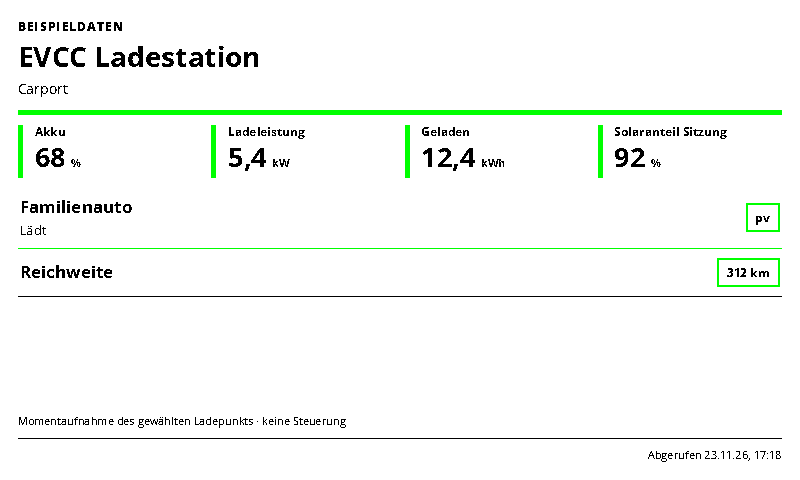 BEISPIELDATEN
EVCC Ladestation
Carport
Akku
68 %
Ladeleistung
5,4 kW
Geladen
12,4 kWh
Solaranteil Sitzung
92 %
Familienauto
Lädt
pv
Reichweite
312 km
Momentaufnahme des gewählten Ladepunkts · keine Steuerung
Abgerufen 23.11.26, 17:18